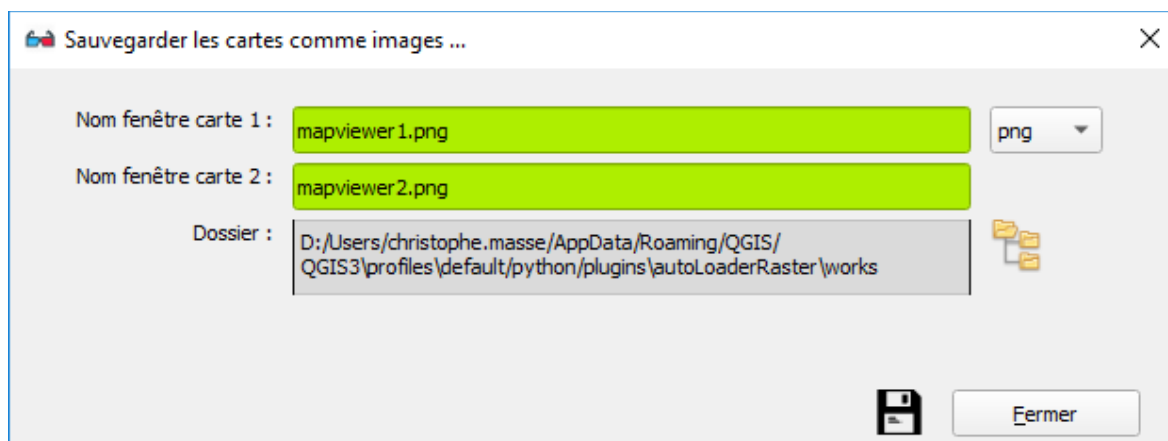 Sauvegarder les cartes comme images ...
Nom fenêtre carte 1 :
mapviewer1.png
png
Nom fenêtre carte 2 :
mapviewer2.png
Dossier :
D:/Users/christophe.masse/AppData/Roaming/QGIS/
QGIS3\profiles\default/python/plugins\autoLoaderRaster\works
Fermer